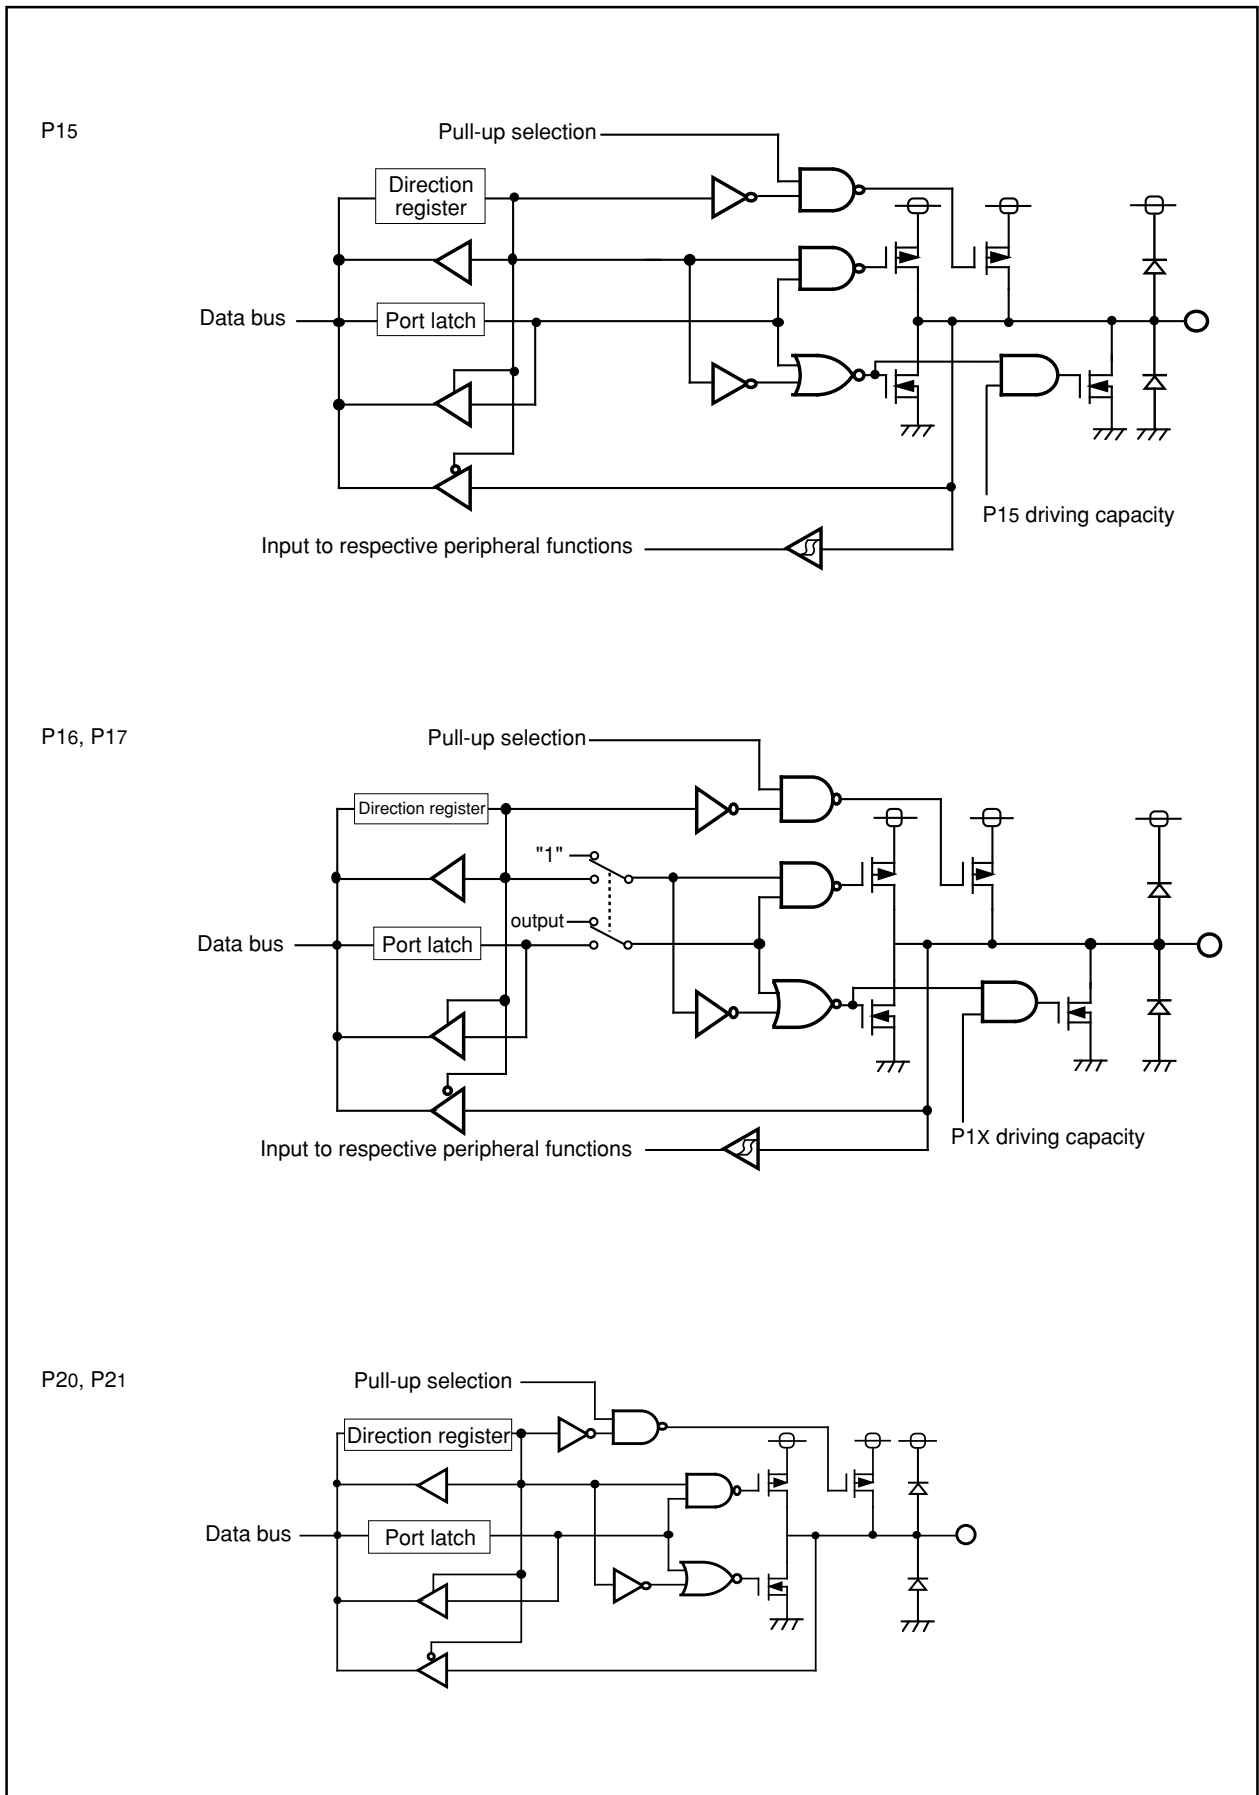 P15
Pull-up selection
Direction
register
Data bus
Port latch
P15 driving capacity
Input to respective peripheral functions
P16, P17
Pull-up selection
Direction register
"1"
output
Data bus
Port latch
P1X driving capacity
Input to respective peripheral functions
P20, P21
Pull-up selection
Direction register
Data bus
Port latch